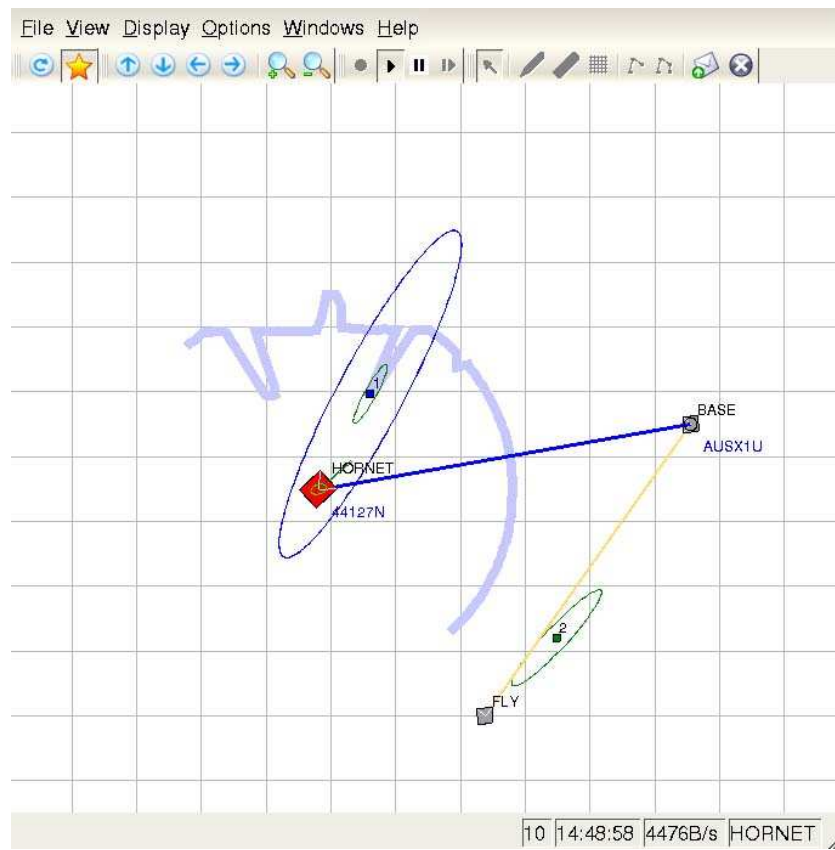 File View Display Options Windows Help
1
BASE
AUSX1U
HORNET
44127N
2
FLY
10 14:48:58 4476B/s HORNET